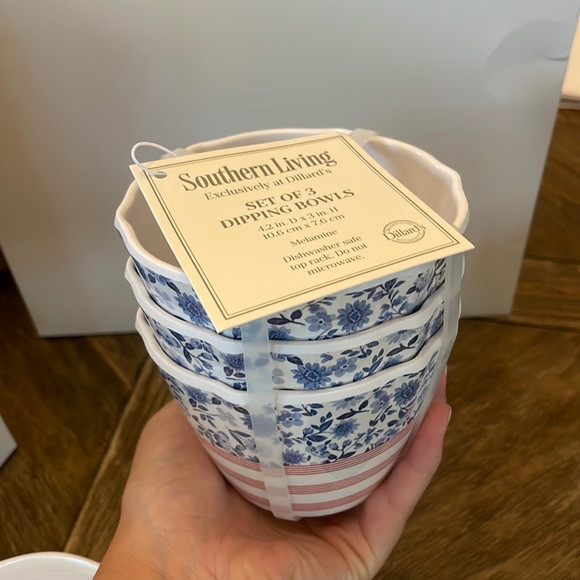 Southern Living
Exclusively at Dillard's
SET OF 3
DIPPING BOWLS
4.2 in. D x 3 in. H
10.6 cm x 7.6 cm
Melamine
Dishwasher safe
top rack. Do not
microwave.
Dillard's